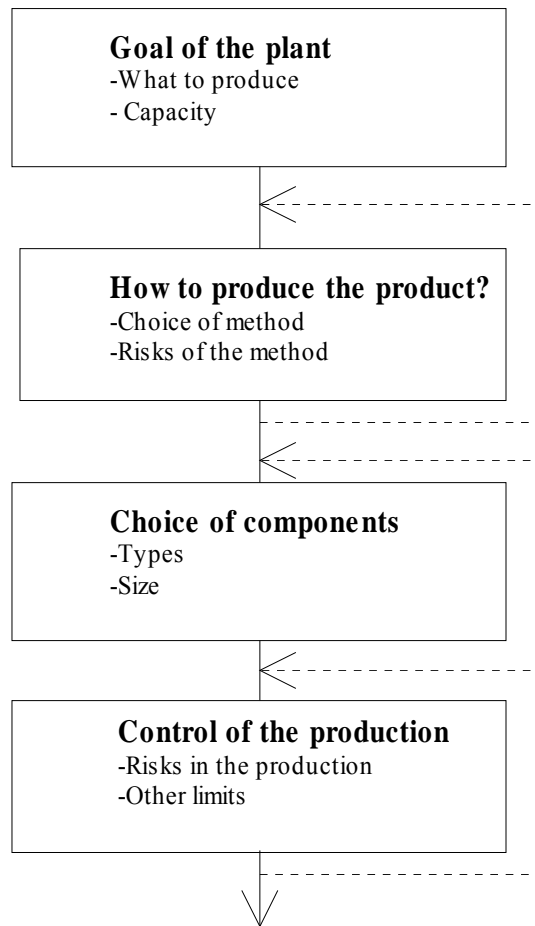 Goal of the plant
-What to produce
- Capacity
How to produce the product?
-Choice of method
-Risks of the method
Choice of components
-Types
-Size
Control of the production
-Risks in the production
-Other limits